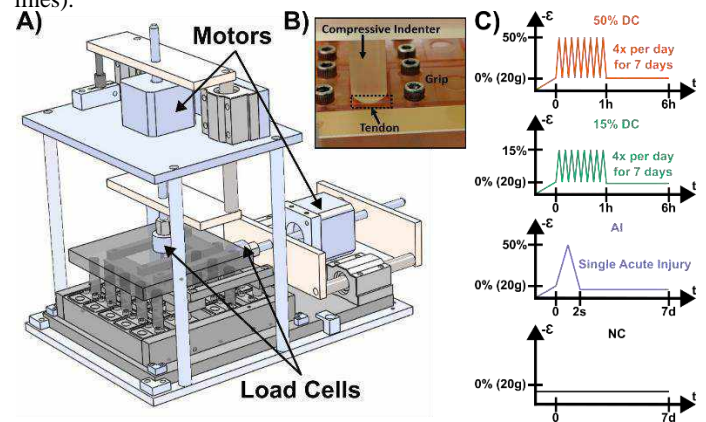 lines).
A)
Motors
Load Cells
B)
Compressive Indenter
Grip
Tendon
C)
-ε
50% DC
50%
4x per day
for 7 days
0% (20g)
0
1h
6h
t
-ε
15% DC
15%
4x per day
for 7 days
0% (20g)
0
1h
6h
t
-ε
AI
50%
Single Acute Injury
0% (20g)
0
2s
7d
t
-ε
NC
0% (20g)
0
7d
t